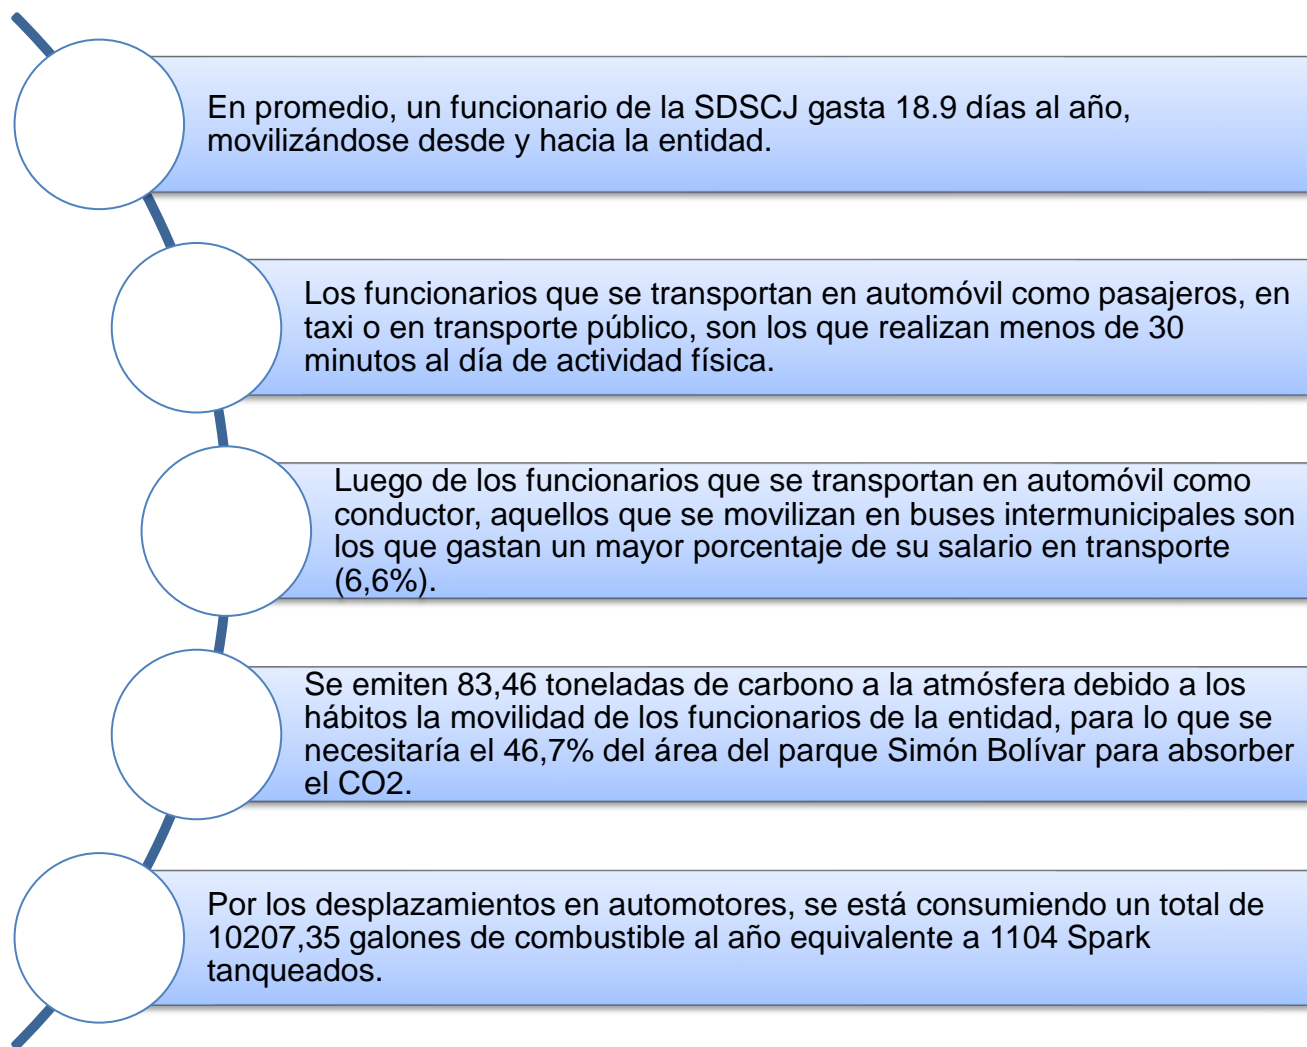 En promedio, un funcionario de la SDSCJ gasta 18.9 días al año,
movilizándose desde y hacia la entidad.
Los funcionarios que se transportan en automóvil como pasajeros, en
taxi o en transporte público, son los que realizan menos de 30
minutos al día de actividad física.
Luego de los funcionarios que se transportan en automóvil como
conductor, aquellos que se movilizan en buses intermunicipales son
los que gastan un mayor porcentaje de su salario en transporte
(6,6%).
Se emiten 83,46 toneladas de carbono a la atmósfera debido a los
hábitos la movilidad de los funcionarios de la entidad, para lo que se
necesitaría el 46,7% del área del parque Simón Bolívar para absorber
el CO2.
Por los desplazamientos en automotores, se está consumiendo un total de
10207,35 galones de combustible al año equivalente a 1104 Spark
tanqueados.